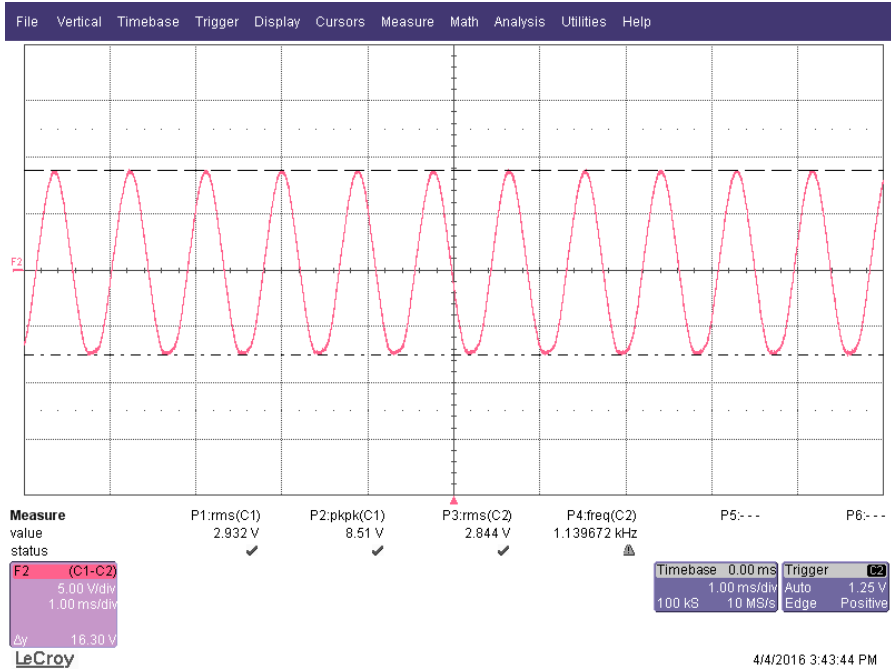 File Vertical Timebase Trigger Display Cursors Measure Math Analysis Utilities Help
F2
Measure P1:rms(C1) P2:pkpk(C1) P3:rms(C2) P4:freq(C2) P5:- - - P6:- - -
value 2.932 V 8.51 V 2.844 V 1.139672 kHz
status
F2 (C1-C2)
5.00 V/div
1.00 ms/div
Δy 16.30 V
Timebase 0.00 ms
1.00 ms/div
100 kS 10 MS/s
Trigger C2
Auto 1.25 V
Edge Positive
LeCroy
4/4/2016 3:43:44 PM